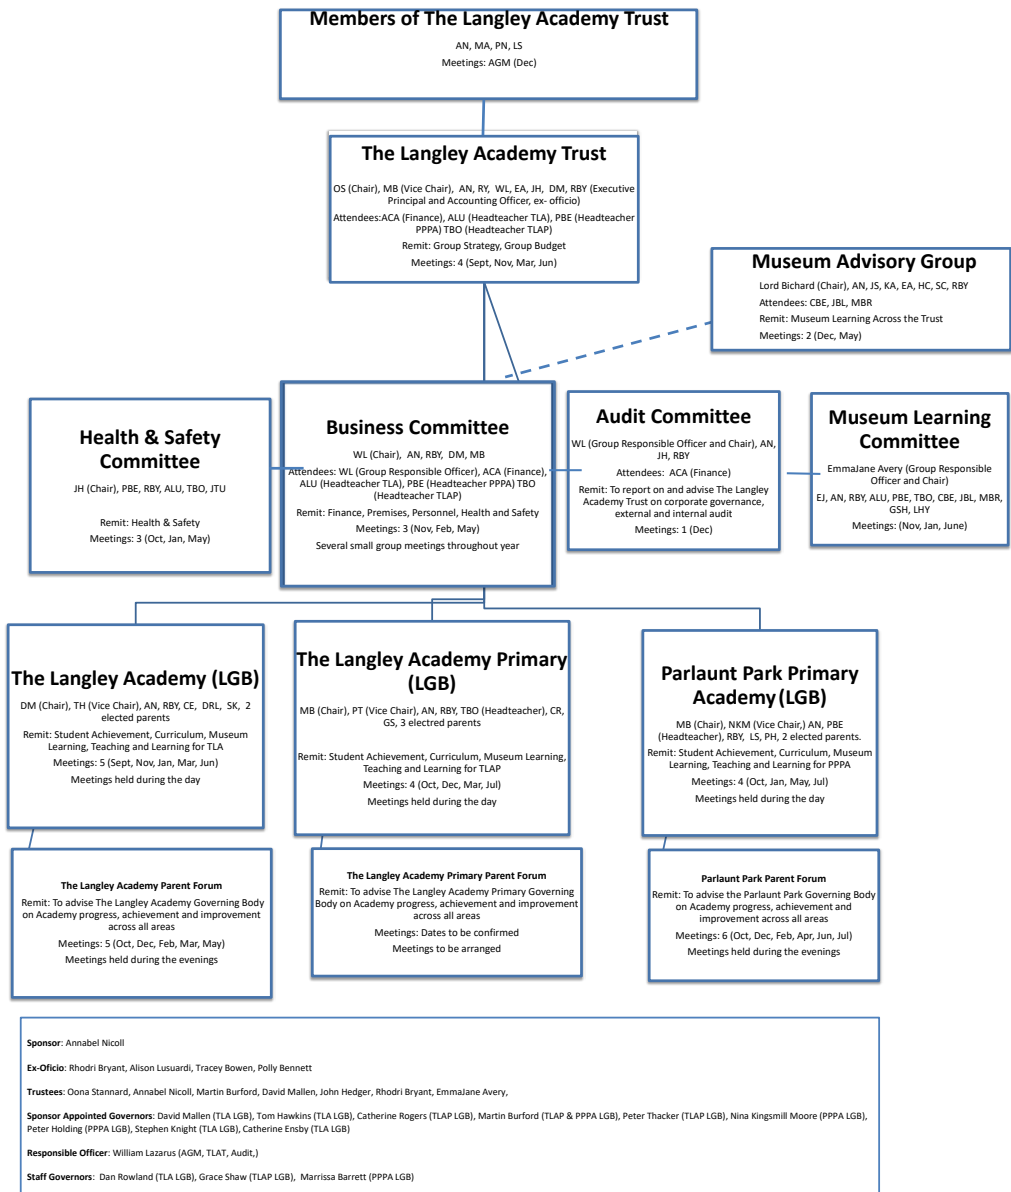 Members of The Langley Academy Trust
AN, MA, PN, LS
Meetings: AGM (Dec)
The Langley Academy Trust
OS (Chair), MB (Vice Chair), AN, RY, WL, EA, JH, DM, RBY (Executive
Principal and Accounting Officer, ex- officio)
Attendees:ACA (Finance), ALU (Headteacher TLA), PBE (Headteacher
PPPA) TBO (Headteacher TLAP)
Remit: Group Strategy, Group Budget
Meetings: 4 (Sept, Nov, Mar, Jun)
Museum Advisory Group
Lord Bichard (Chair), AN, JS, KA, EA, HC, SC, RBY
Attendees: CBE, JBL, MBR
Remit: Museum Learning Across the Trust
Meetings: 2 (Dec, May)
Health & Safety
Committee
JH (Chair), PBE, RBY, ALU, TBO, JTU
Remit: Health & Safety
Meetings: 3 (Oct, Jan, May)
Business Committee
WL (Chair), AN, RBY, DM, MB
Attendees: WL (Group Responsible Officer), ACA (Finance),
ALU (Headteacher TLA), PBE (Headteacher PPPA) TBO
(Headteacher TLAP)
Remit: Finance, Premises, Personnel, Health and Safety
Meetings: 3 (Nov, Feb, May)
Several small group meetings throughout year
Audit Committee
WL (Group Responsible Officer and Chair), AN,
JH, RBY
Attendees: ACA (Finance)
Remit: To report on and advise The Langley
Academy Trust on corporate governance,
external and internal audit
Meetings: 1 (Dec)
Museum Learning
Committee
EmmaJane Avery (Group Responsible
Officer and Chair)
EJ, AN, RBY, ALU, PBE, TBO, CBE, JBL, MBR,
GSH, LHY
Meetings: (Nov, Jan, June)
The Langley Academy (LGB)
DM (Chair), TH (Vice Chair), AN, RBY, CE, DRL, SK, 2
elected parents
Remit: Student Achievement, Curriculum, Museum
Learning, Teaching and Learning for TLA
Meetings: 5 (Sept, Nov, Jan, Mar, Jun)
Meetings held during the day
The Langley Academy Primary
(LGB)
MB (Chair), PT (Vice Chair), AN, RBY, TBO (Headteacher), CR,
GS, 3 electred parents
Remit: Student Achievement, Curriculum, Museum Learning,
Teaching and Learning for TLAP
Meetings: 4 (Oct, Dec, Mar, Jul)
Meetings held during the day
Parlaunt Park Primary
Academy (LGB)
MB (Chair), NKM (Vice Chair,) AN, PBE
(Headteacher), RBY, LS, PH, 2 elected parents.
Remit: Student Achievement, Curriculum, Museum
Learning, Teaching and Learning for PPPA
Meetings: 4 (Oct, Jan, May, Jul)
Meetings held during the day
The Langley Academy Parent Forum
Remit: To advise The Langley Academy Governing Body
on Academy progress, achievement and improvement
across all areas
Meetings: 5 (Oct, Dec, Feb, Mar, May)
Meetings held during the evenings
The Langley Academy Primary Parent Forum
Remit: To advise The Langley Academy Primary Governing
Body on Academy progress, achievement and improvement
across all areas
Meetings: Dates to be confirmed
Meetings to be arranged
Parlaunt Park Parent Forum
Remit: To advise the Parlaunt Park Governing Body
on Academy progress, achievement and
improvement across all areas
Meetings: 6 (Oct, Dec, Feb, Apr, Jun, Jul)
Meetings held during the evenings
Sponsor: Annabel Nicoll
Ex-Oficio: Rhodri Bryant, Alison Lusuardi, Tracey Bowen, Polly Bennett
Trustees: Oona Stannard, Annabel Nicoll, Martin Burford, David Mallen, John Hedger, Rhodri Bryant, EmmaJane Avery,
Sponsor Appointed Governors: David Mallen (TLA LGB), Tom Hawkins (TLA LGB), Catherine Rogers (TLAP LGB), Martin Burford (TLAP & PPPA LGB), Peter Thacker (TLAP LGB), Nina Kingsmill Moore (PPPA LGB),
Peter Holding (PPPA LGB), Stephen Knight (TLA LGB), Catherine Ensby (TLA LGB)
Responsible Officer: William Lazarus (AGM, TLAT, Audit,)
Staff Governors: Dan Rowland (TLA LGB), Grace Shaw (TLAP LGB), Marrissa Barrett (PPPA LGB)